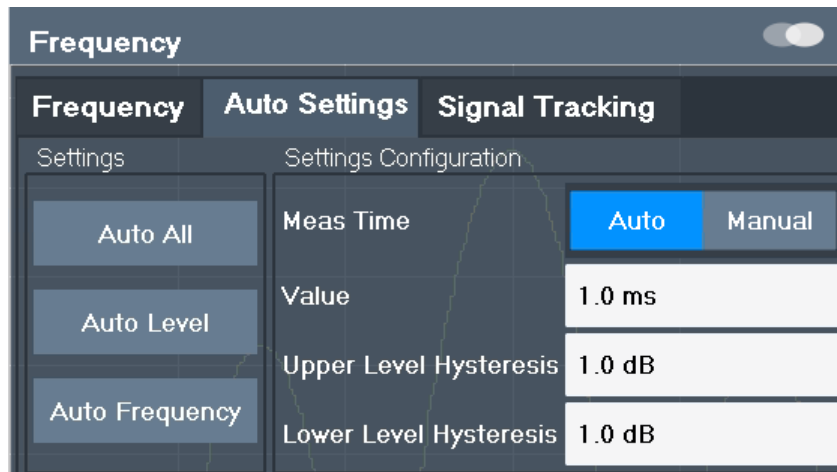 Frequency
Frequency Auto Settings Signal Tracking
Settings
Auto All
Auto Level
Auto Frequency
Settings Configuration
Meas Time Auto Manual
Value 1.0 ms
Upper Level Hysteresis 1.0 dB
Lower Level Hysteresis 1.0 dB